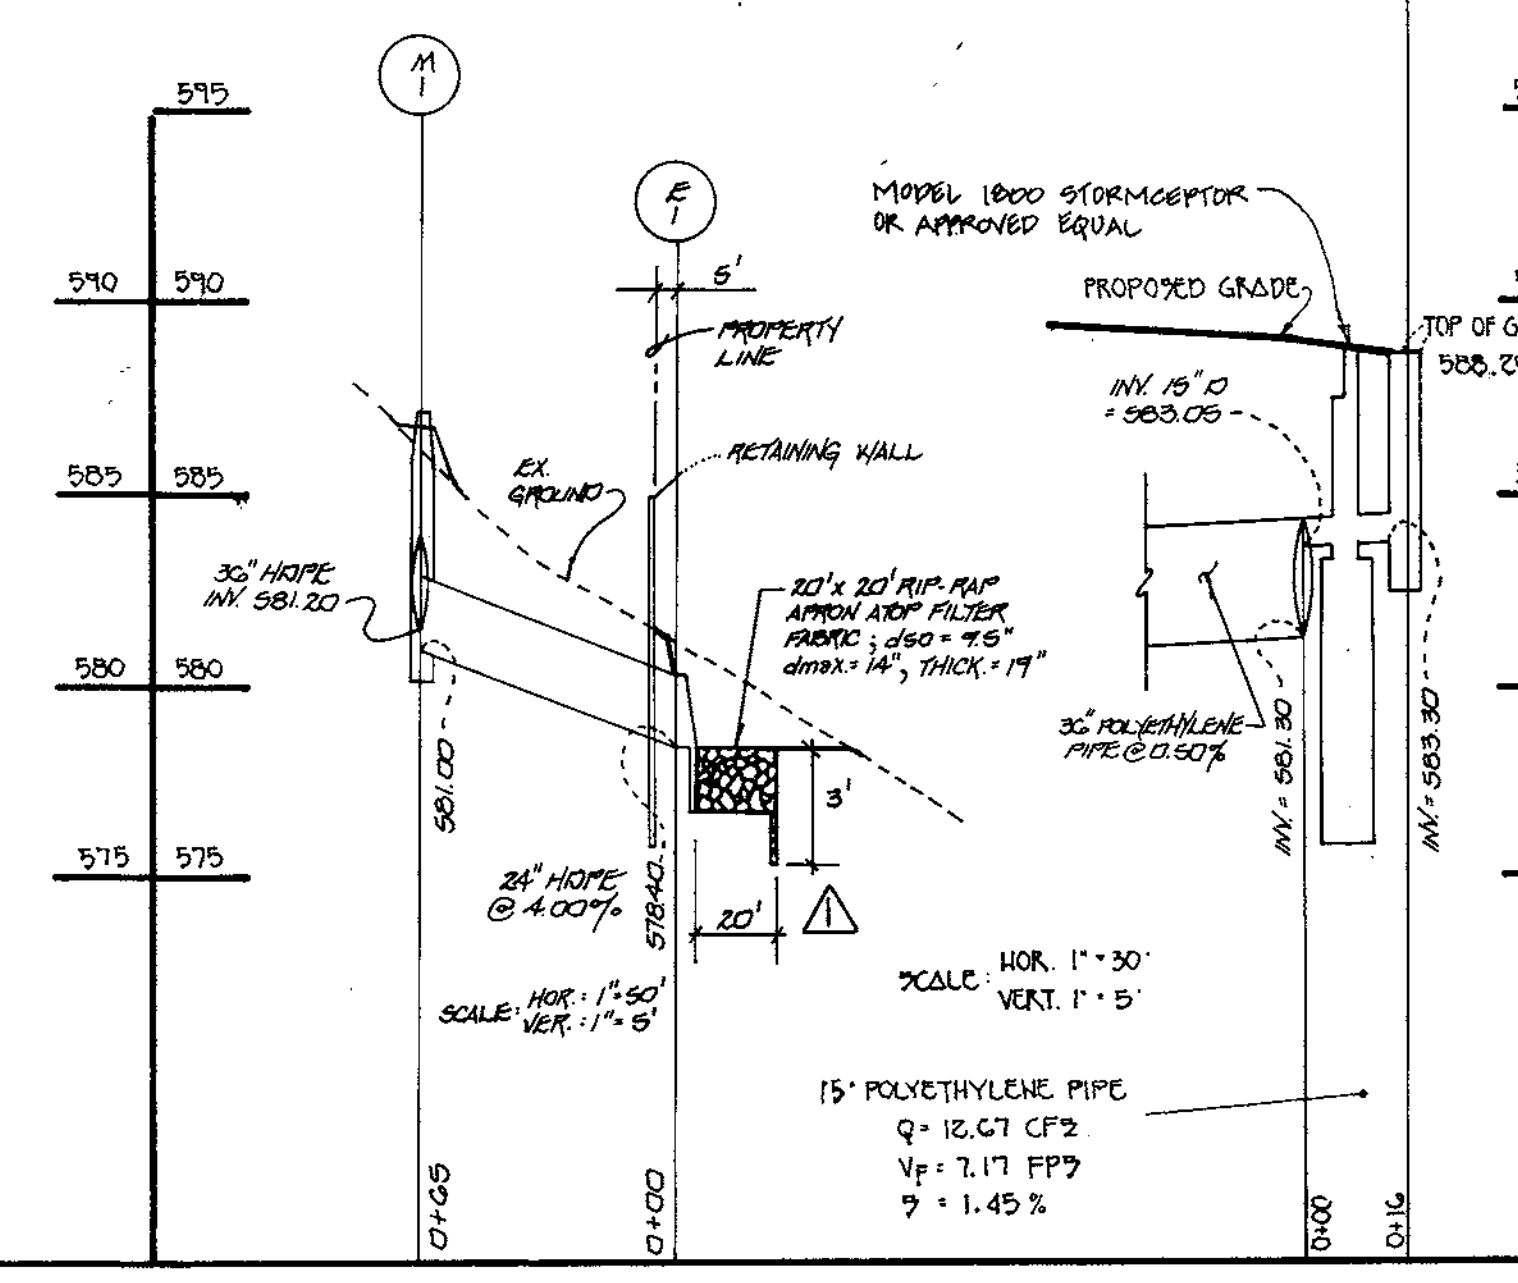 M
1
595
E
1
MODEL 1800 STORMCEPTOR
OR APPROVED EQUAL
5'
590 590
PROPOSED GRADE
PROPERTY
LINE
TOP OF G
588.2
INV. 15" D
= 583.05
RETAINING WALL
EX.
GROUND
585 585
36" HDPE
INV. 581.20
20' x 20' RIP-RAP
APRON ATOP FILTER
FABRIC ; d50 = 9.5"
dmax.= 14", THICK.= 19"
580 580
581.00
36" POLYETHYLENE
PIPE @ 0.50%
INV. = 581.30
INV. = 583.30
3'
575 575
24" HDPE
@ 4.00%
578.40
20'
1
SCALE: HOR. : 1"=50'
VER. : 1"= 5'
SCALE: HOR. 1" = 30'
VERT. 1" = 5'
15" POLYETHYLENE PIPE
Q = 12.67 CFS
VF = 7.17 FPS
S = 1.45 %
0+65
0+00
0+00
0+16